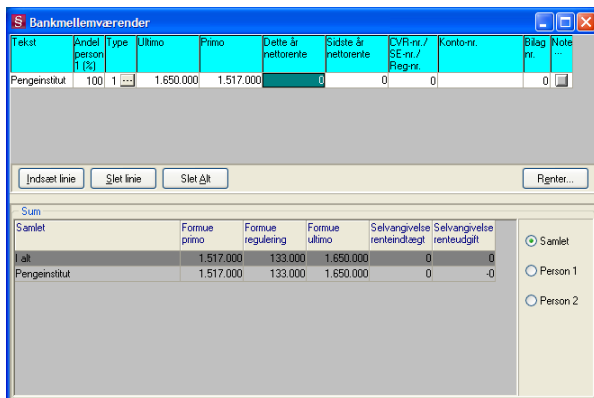 S Bankmellemværender
Tekst Andel person 1 (%) Type Ultimo Primo Dette år nettorente Sidste år nettorente CVR-nr./ SE-nr./ Reg-nr. Konto-nr. Bilag nr. Note ...
Pengeinstitut 100 1 ... 1.650.000 1.517.000 0 0 0 0
Indsæt linie Slet linie Slet Alt Renter...
Sum
Samlet Formue primo Formue regulering Formue ultimo Selvangivelse renteindtægt Selvangivelse renteudgift
I alt 1.517.000 133.000 1.650.000 0 0
Pengeinstitut 1.517.000 133.000 1.650.000 0 -0
Samlet
Person 1
Person 2